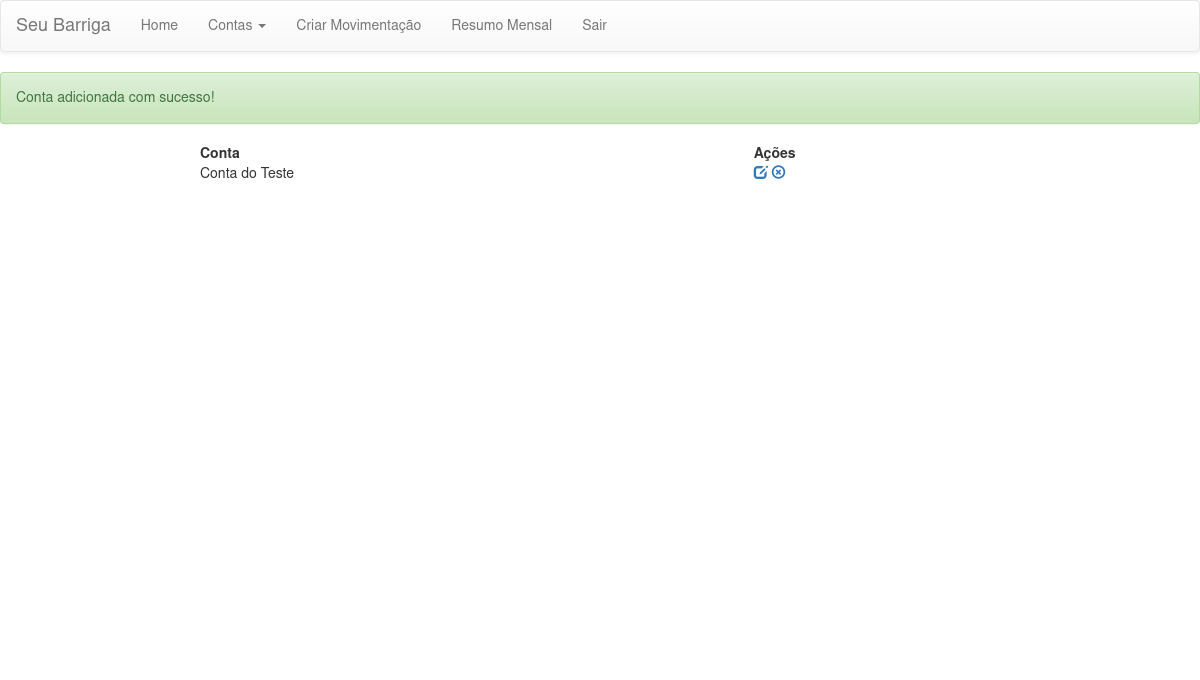 Seu Barriga Home Contas Criar Movimentação Resumo Mensal Sair
Conta adicionada com sucesso!
Conta Ações
Conta do Teste